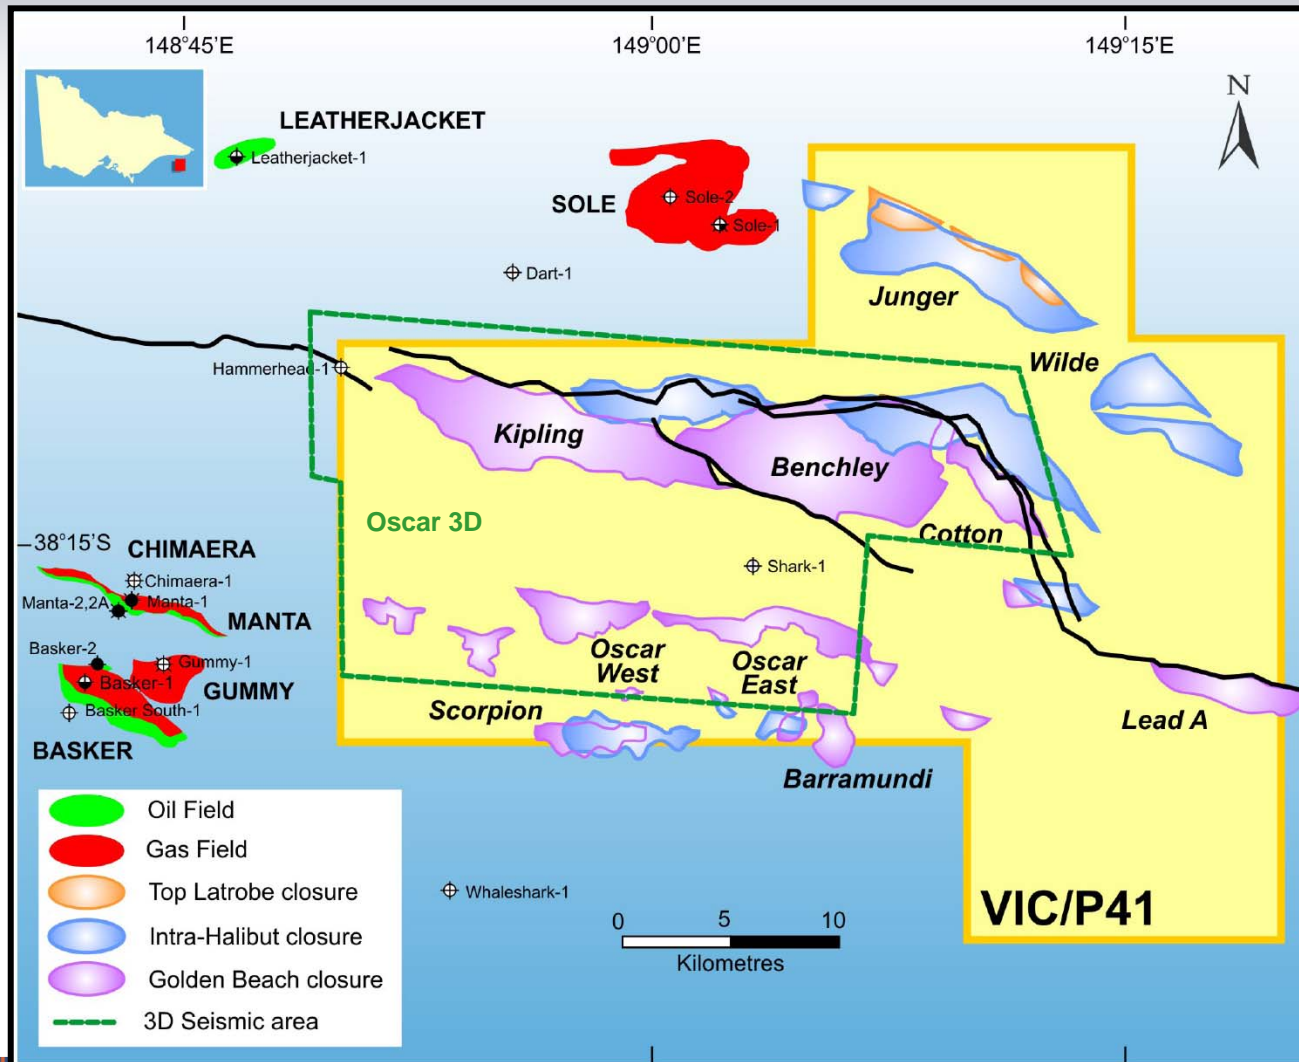 148°45'E
149°00'E
149°15'E
N
LEATHERJACKET
Leatherjacket-1
SOLE
Sole-2
Sole-1
Dart-1
Junger
Wilde
Hammerhead-1
Kipling
Benchley
Oscar 3D
Cotton
38°15'S
CHIMAERA
Chimaera-1
Shark-1
Manta-2,2A
Manta-1
MANTA
Basker-2
Gummy-1
Basker-1
GUMMY
Basker South-1
BASKER
Oscar
West
Oscar
East
Scorpion
Lead A
Barramundi
Oil Field
Gas Field
Top Latrobe closure
Intra-Halibut closure
Golden Beach closure
3D Seismic area
Whaleshark-1
0 5 10
Kilometres
VIC/P41